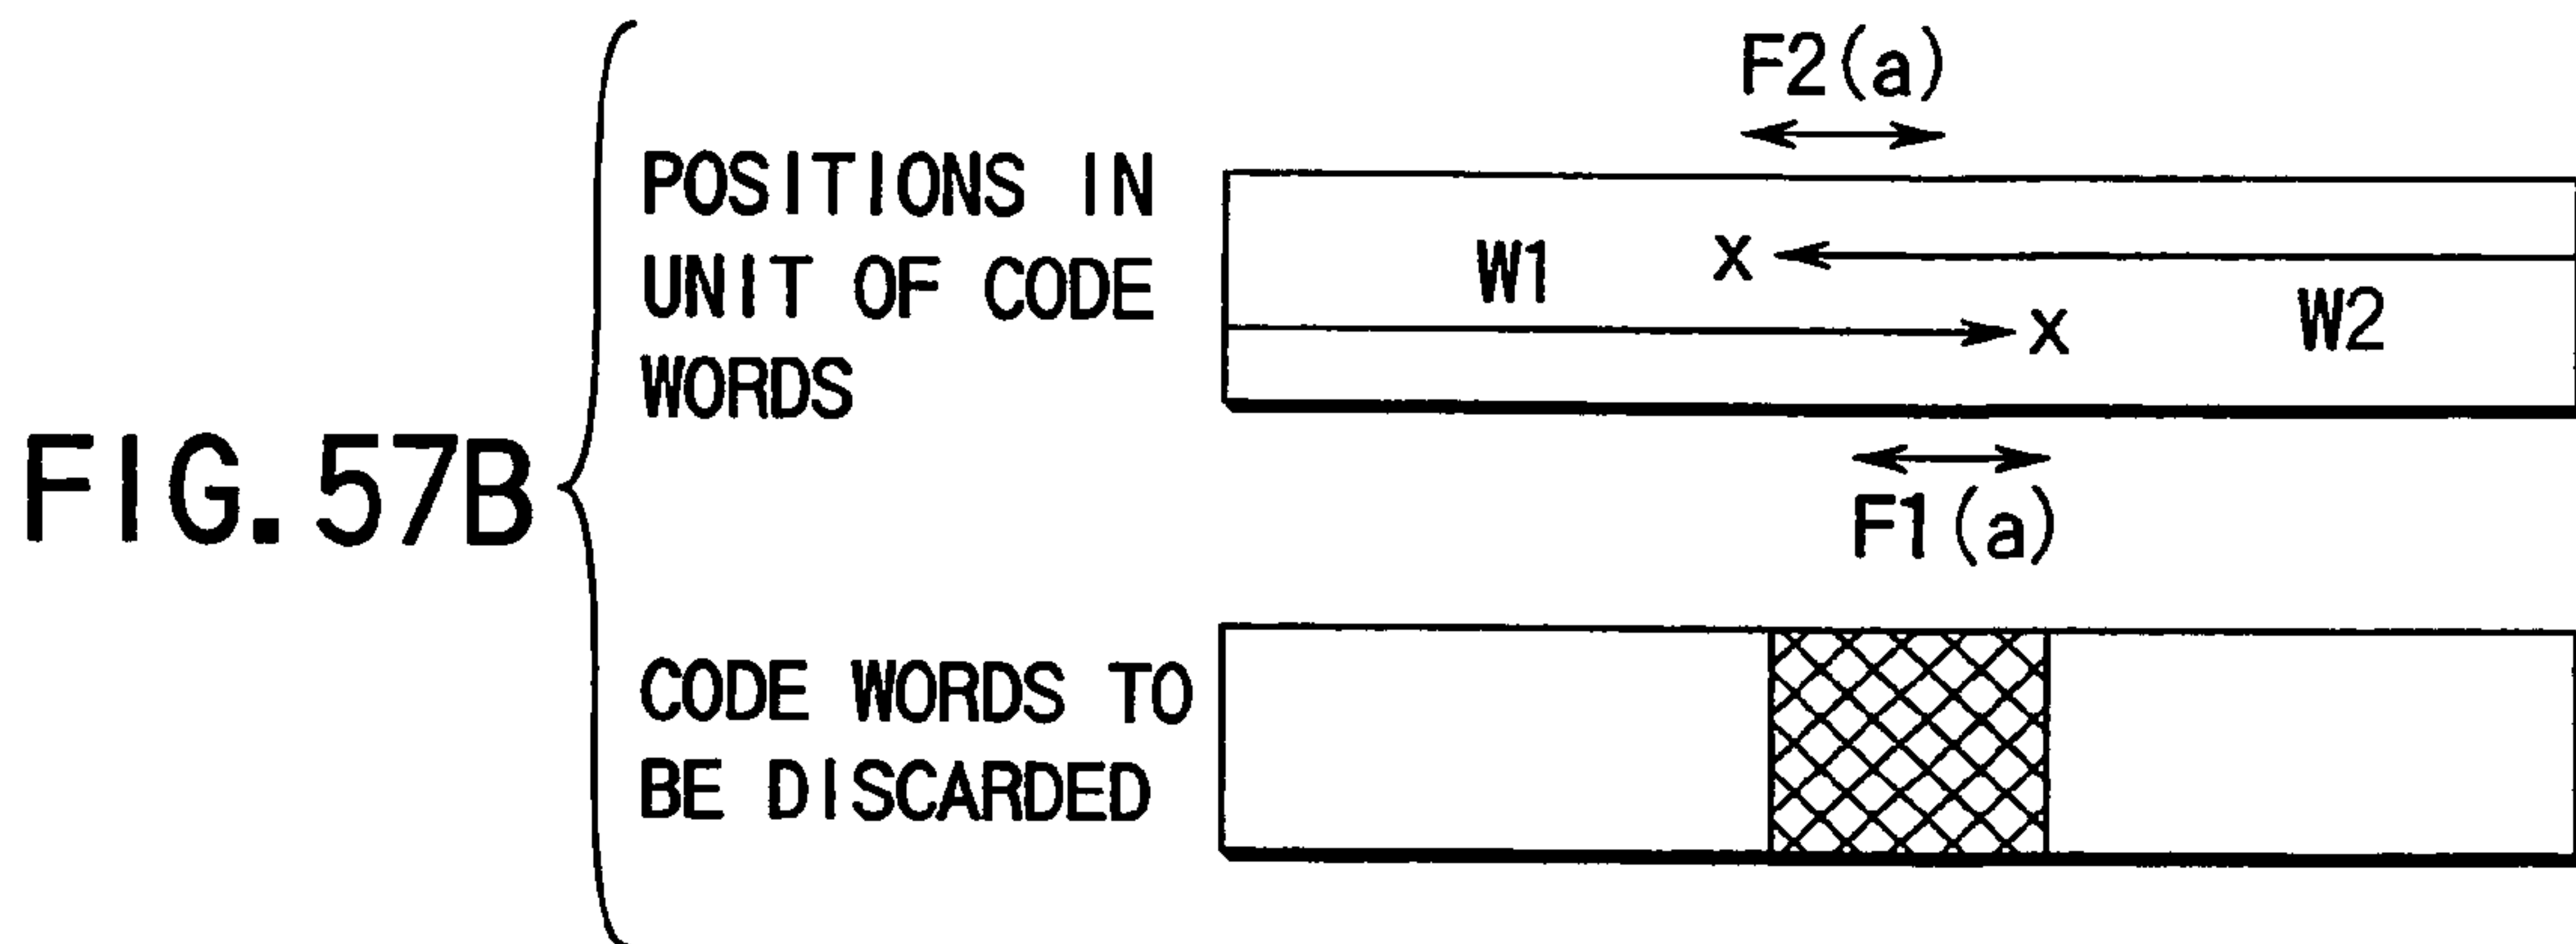 FIG. 57B
POSITIONS IN
UNIT OF CODE
WORDS
F2(a)
W1
x
x
W2
F1(a)
CODE WORDS TO
BE DISCARDED